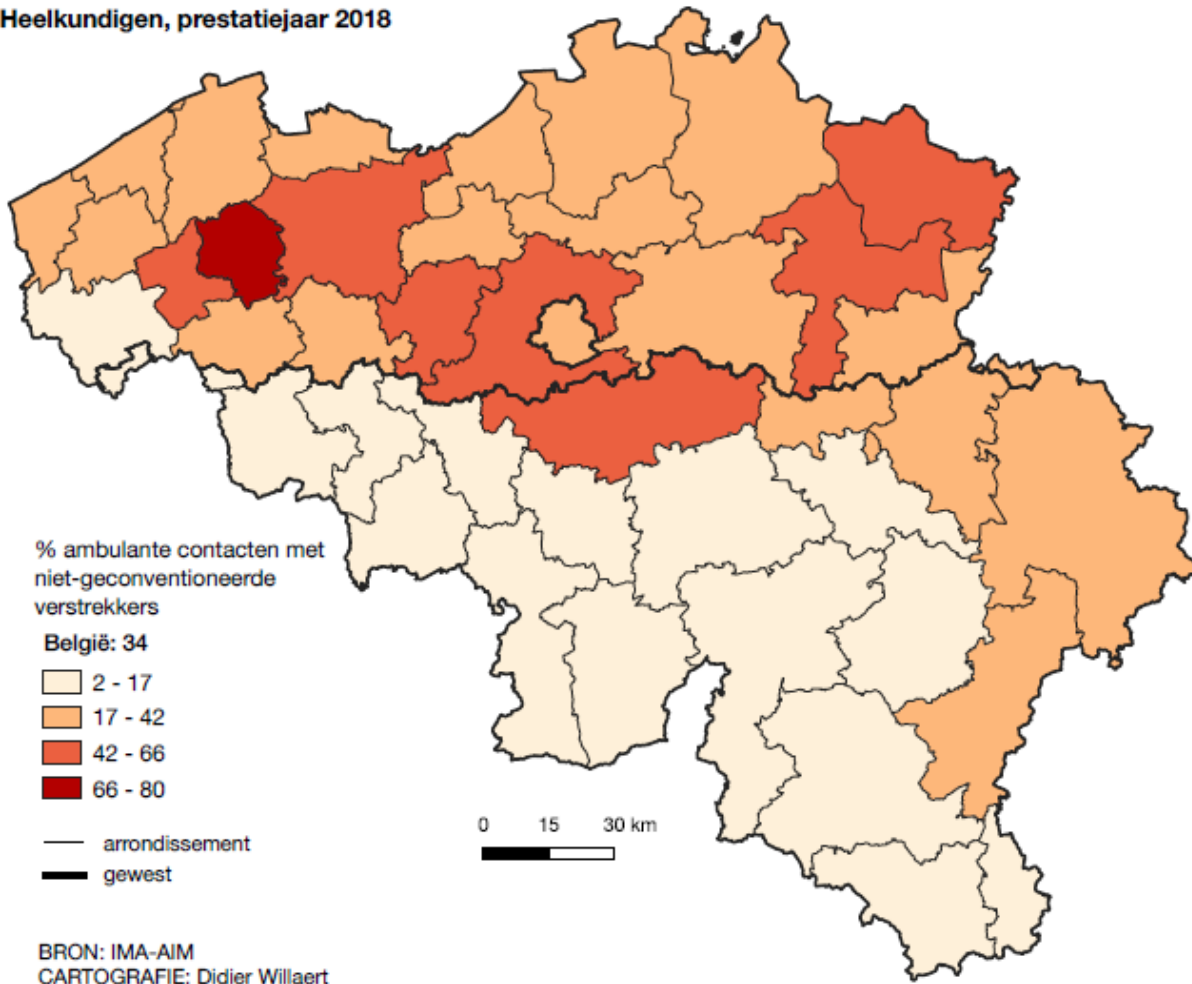 Heelkundigen, prestatiejaar 2018
% ambulante contacten met
niet-geconventioneerde
verstrekkers
België: 34
2 - 17
17 - 42
42 - 66
66 - 80
arrondissement
gewest
0 15 30 km
BRON: IMA-AIM
CARTOGRAFIE: Didier Willaert